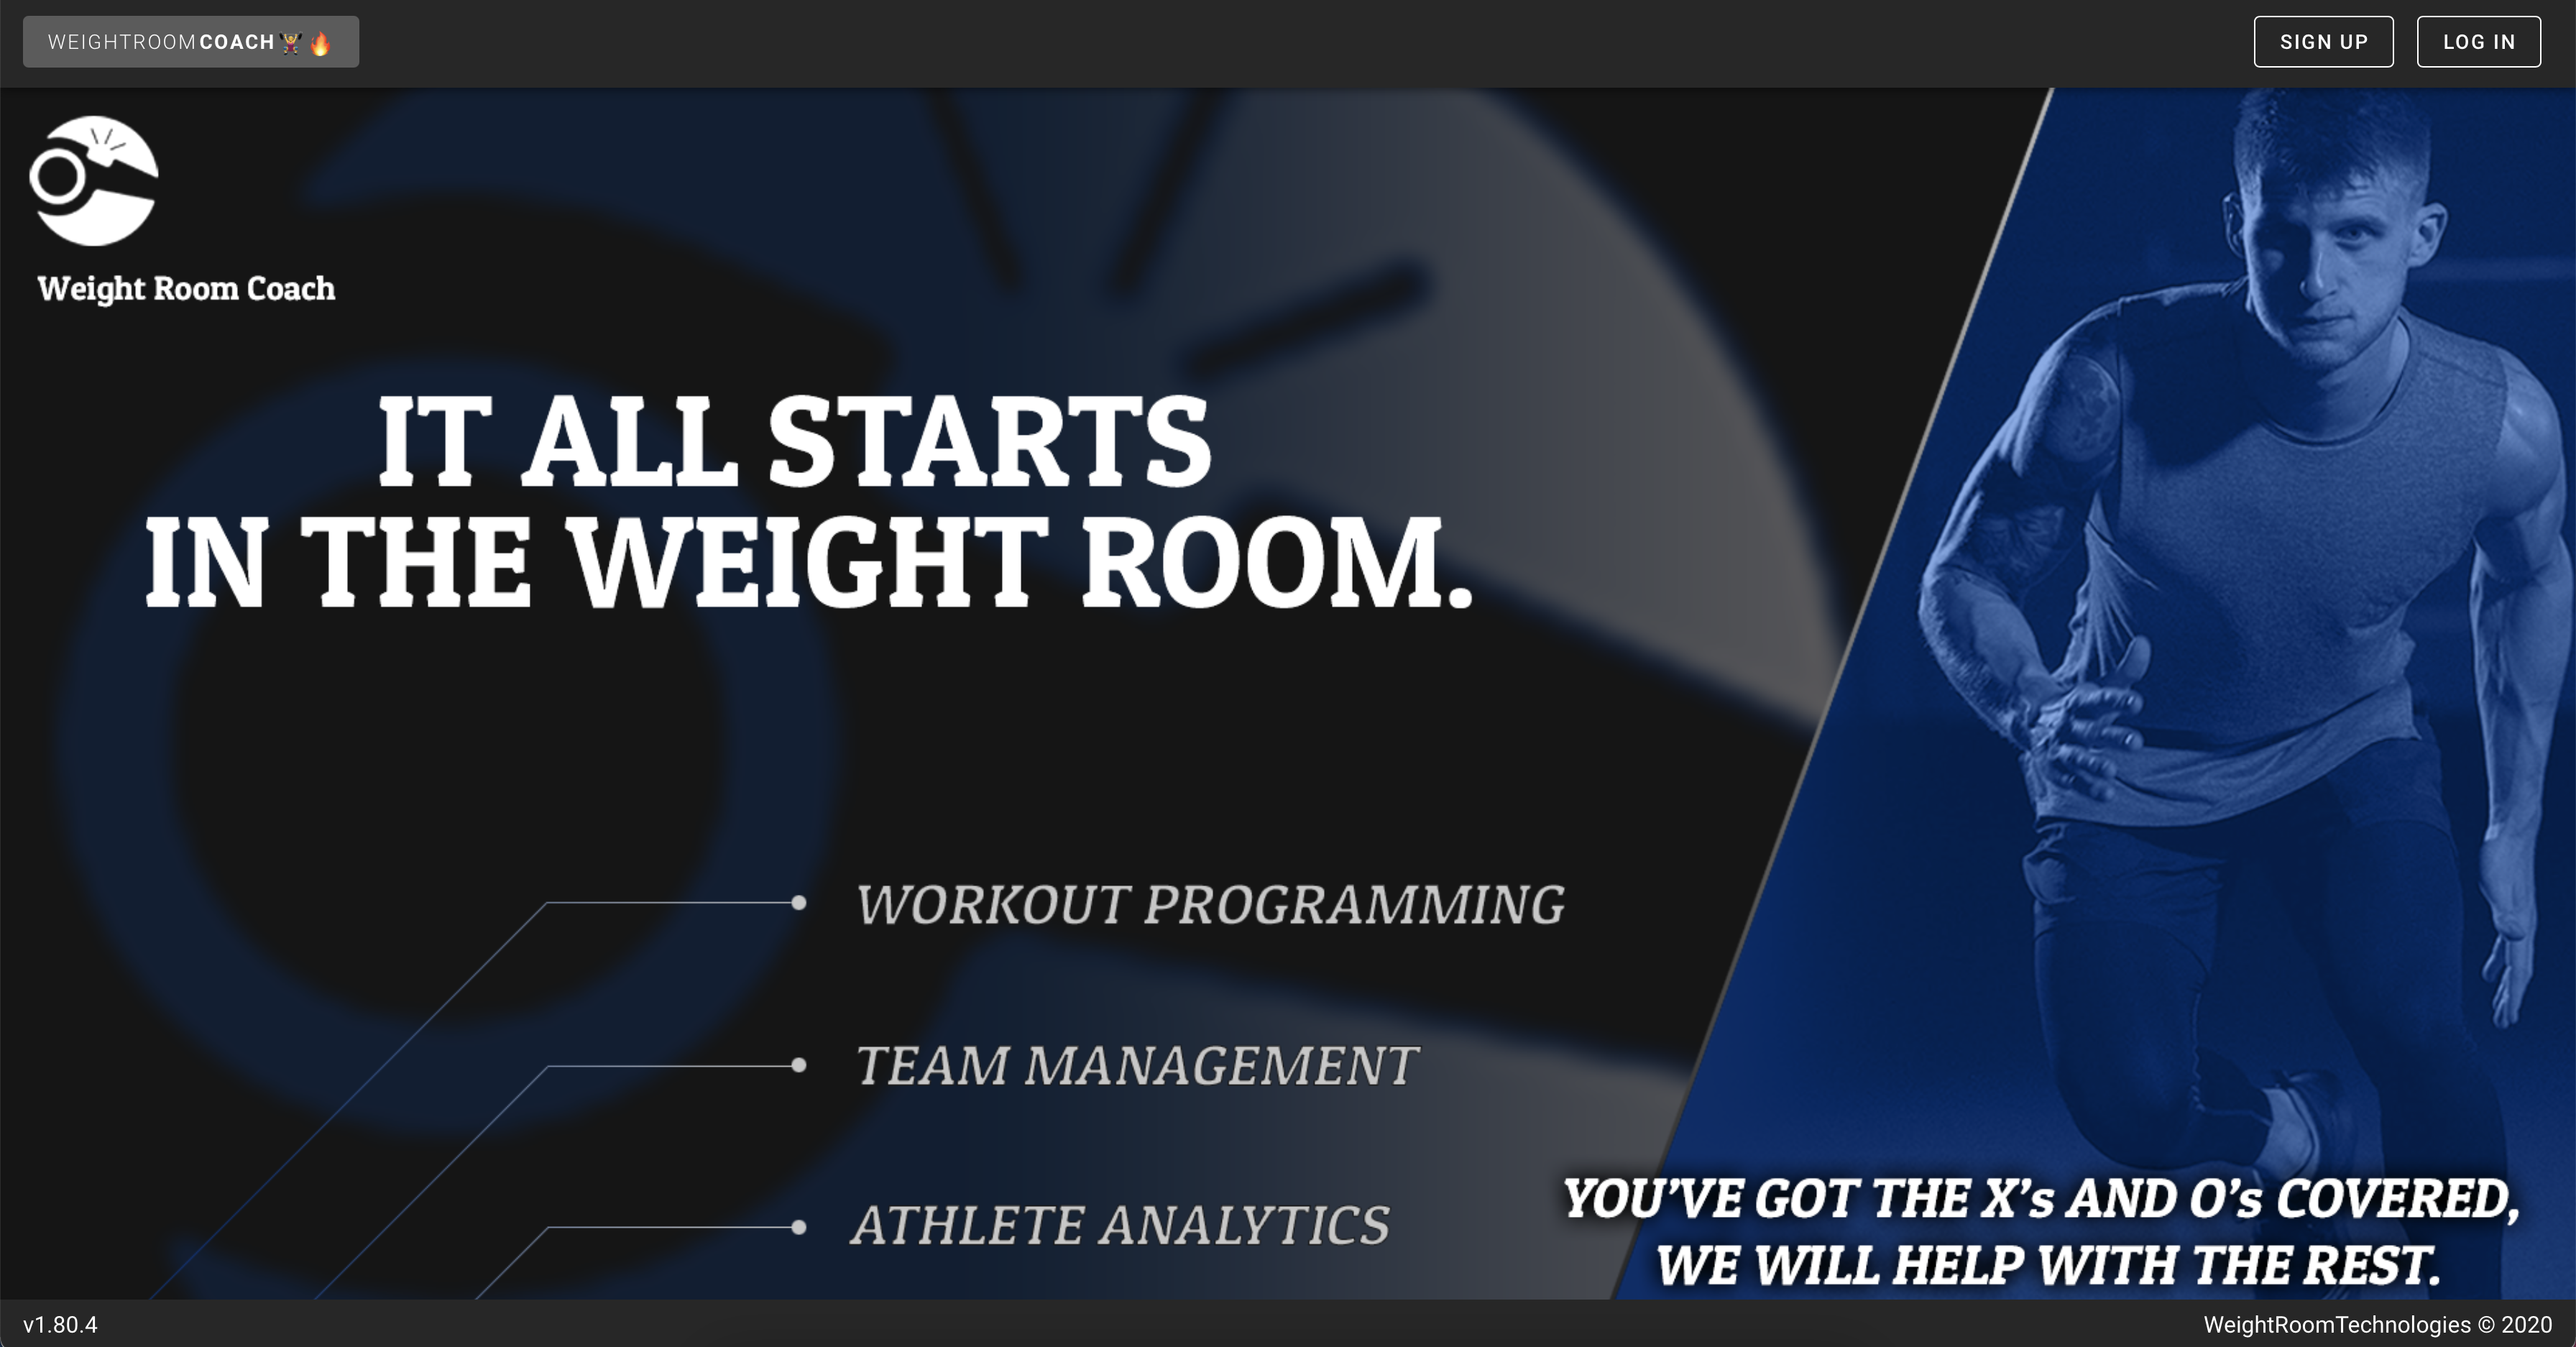 WEIGHTROOMCOACH🏋🏽‍♀️🔥
SIGN UP
LOG IN
Weight Room Coach
IT ALL STARTS
IN THE WEIGHT ROOM.
WORKOUT PROGRAMMING
TEAM MANAGEMENT
ATHLETE ANALYTICS
YOU’VE GOT THE X’s AND O’s COVERED,
WE WILL HELP WITH THE REST.
v1.80.4
WeightRoomTechnologies © 2020